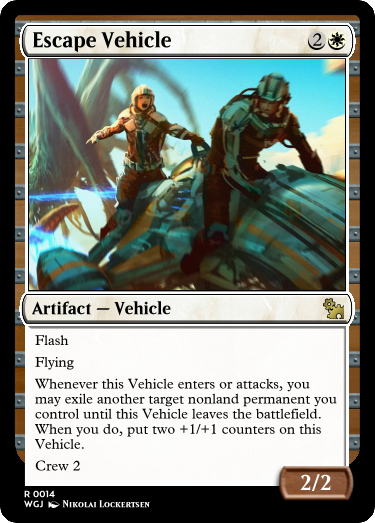 Escape Vehicle 2
Artifact — Vehicle
Flash
Flying
Whenever this Vehicle enters or attacks, you
may exile another target nonland permanent you
control until this Vehicle leaves the battlefield.
When you do, put two +1/+1 counters on this
Vehicle.
Crew 2
2/2
R 0014
WGJ Nikolai Lockertsen